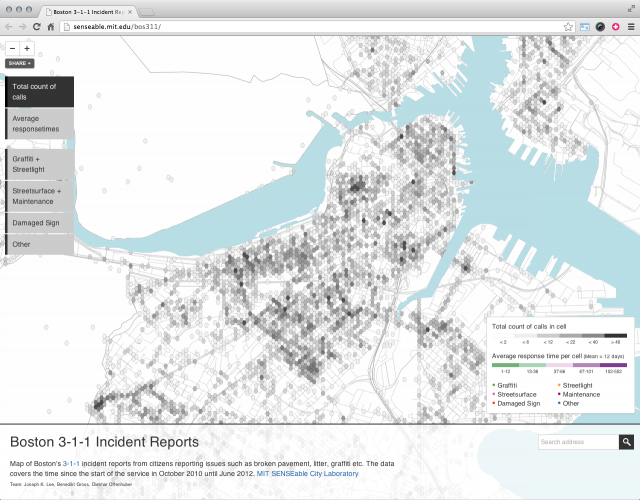 Boston 3-1-1 Incident Rep
senseable.mit.edu/bos311/
− +
SHARE +
Total count of
calls
Average
responsetimes
Graffiti +
Streetlight
Streetsurface +
Maintenance
Damaged Sign
Other
Total count of calls in cell
< 2 < 6 < 12 < 22 < 40 > 40
Average response time per cell (Mean = 12 days)
1-12 13-36 37-66 67-101 102-552
Graffiti Streetlight
Streetsurface Maintenance
Damaged Sign Other
Boston 3-1-1 Incident Reports
Search address
Map of Boston's 3-1-1 incident reports from citizens reporting issues such as broken pavement, litter, graffiti etc. The data
covers the time since the start of the service in October 2010 until June 2012. MIT SENSEable City Laboratory
Team: Joseph K. Lee, Benedikt Gross, Dietmar Offenhuber